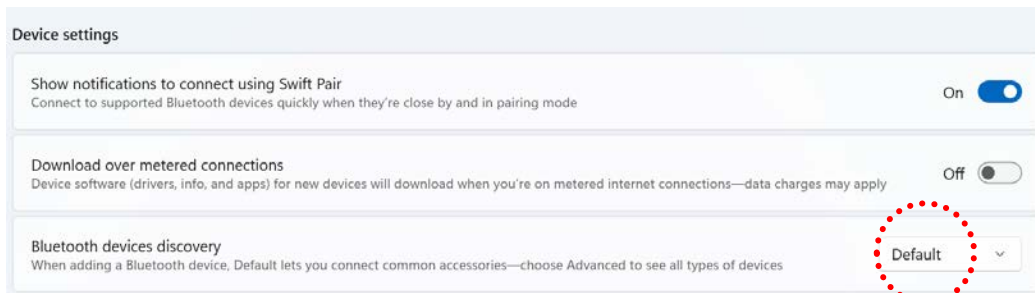 Device settings
Show notifications to connect using Swift Pair
Connect to supported Bluetooth devices quickly when they're close by and in pairing mode
On
Download over metered connections
Device software (drivers, info, and apps) for new devices will download when you're on metered internet connections—data charges may apply
Off
Bluetooth devices discovery
When adding a Bluetooth device, Default lets you connect common accessories—choose Advanced to see all types of devices
Default